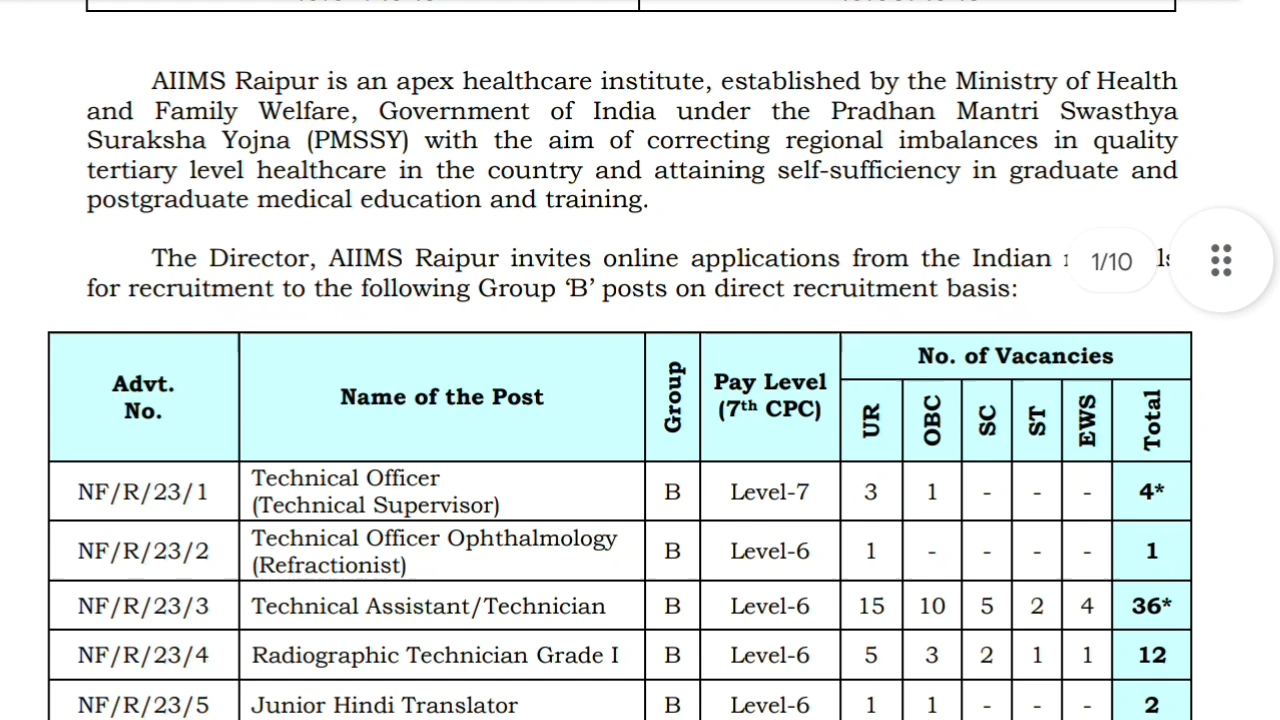 AIIMS Raipur is an apex healthcare institute, established by the Ministry of Health
and Family Welfare, Government of India under the Pradhan Mantri Swasthya
Suraksha Yojna (PMSSY) with the aim of correcting regional imbalances in quality
tertiary level healthcare in the country and attaining self-sufficiency in graduate and
postgraduate medical education and training.
The Director, AIIMS Raipur invites online applications from the Indian
1/10
for recruitment to the following Group ‘B’ posts on direct recruitment basis:
Advt. No. Name of the Post Group Pay Level (7th CPC) No. of Vacancies
UR OBC SC ST EWS Total
NF/R/23/1 Technical Officer (Technical Supervisor) B Level-7 3 1 - - - 4*
NF/R/23/2 Technical Officer Ophthalmology (Refractionist) B Level-6 1 - - - - 1
NF/R/23/3 Technical Assistant/Technician B Level-6 15 10 5 2 4 36*
NF/R/23/4 Radiographic Technician Grade I B Level-6 5 3 2 1 1 12
NF/R/23/5 Junior Hindi Translator B Level-6 1 1 - - - 2